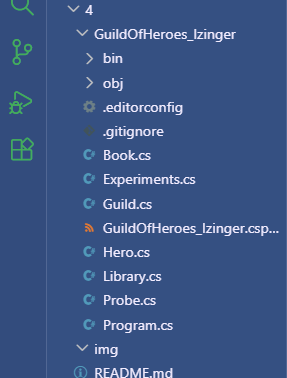 4
GuildOfHeroes_Izinger
bin
obj
.editorconfig
.gitignore
Book.cs
Experiments.cs
Guild.cs
GuildOfHeroes_Izinger.csp...
Hero.cs
Library.cs
Probe.cs
Program.cs
img
README.md